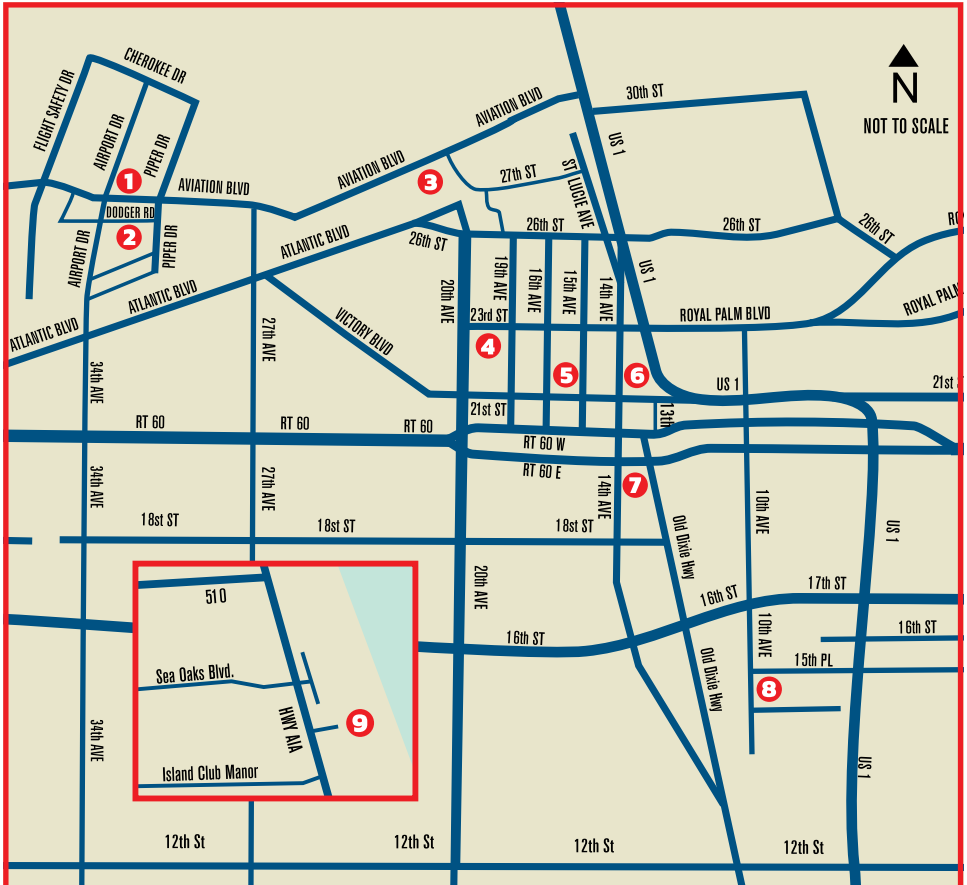 CHEROKEE DR
FLIGHT SAFETY DR
AIRPORT DR
PIPER DR
1
AVIATION BLVD
AVIATION BLVD
AVIATION BLVD
30th ST
N
NOT TO SCALE
US 1
3
27th ST
ST LUCIE AVE
DODGER RD
2
AIRPORT DR
PIPER DR
ATLANTIC BLVD
26th ST
26th ST
26th ST
26th ST
RO
ATLANTIC BLVD
ATLANTIC BLVD
20th AVE
19th AVE
16th AVE
15th AVE
14th AVE
US 1
ROYAL PALM
23rd ST
ROYAL PALM BLVD
27th AVE
VICTORY BLVD
4
5
6
34th AVE
US 1
21st
21st ST
13th
RT 60
RT 60
RT 60
RT 60 W
RT 60 E
34th AVE
27th AVE
14th AVE
7
10th AVE
18st ST
18st ST
18st ST
Old Dixie Hwy
US 1
20th AVE
17th ST
16th ST
510
16th ST
10th AVE
16th ST
Sea Oaks Blvd.
Old Dixie Hwy
15th PL
8
HWY A1A
9
34th AVE
Island Club Manor
US 1
12th St
12th St
12th St
12th St